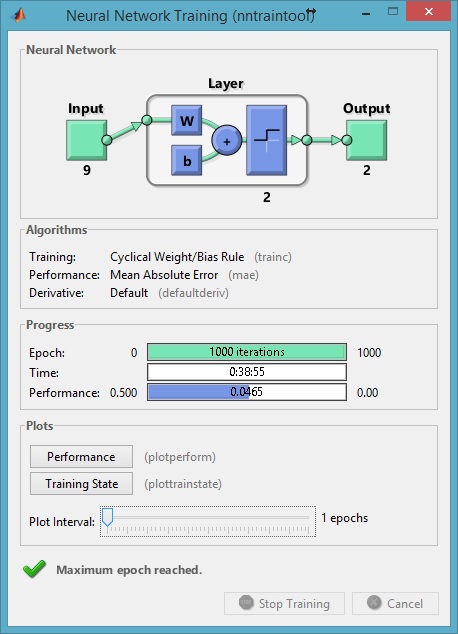 Neural Network Training (nntraintool)
Neural Network
Layer
Input
Output
W
b
+
9
2
2
Algorithms
Training: Cyclical Weight/Bias Rule (trainc)
Performance: Mean Absolute Error (mae)
Derivative: Default (defaultderiv)
Progress
Epoch: 0 1000 iterations 1000
Time: 0:38:55
Performance: 0.500 0.0465 0.00
Plots
Performance (plotperform)
Training State (plottrainstate)
Plot Interval: 1 epochs
Maximum epoch reached.
Stop Training Cancel